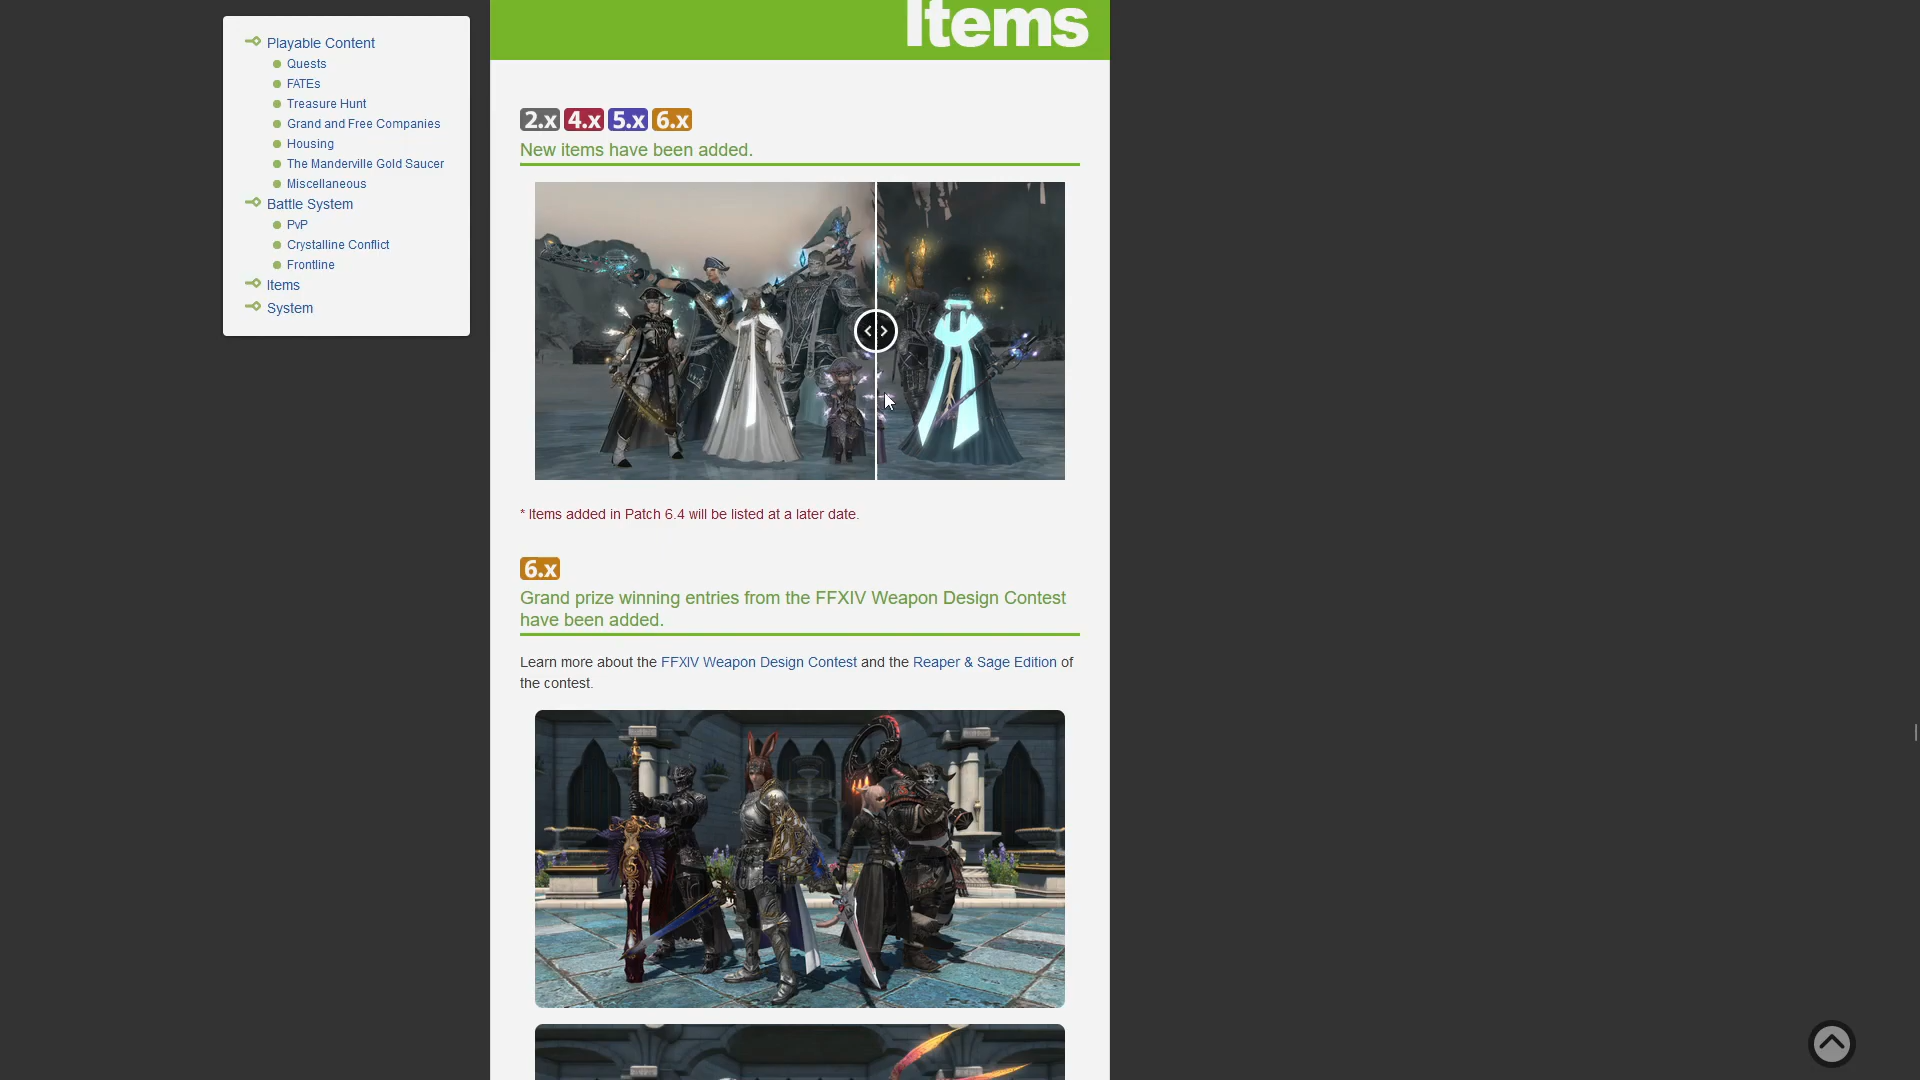 Playable Content
Quests
FATEs
Treasure Hunt
Grand and Free Companies
Housing
The Manderville Gold Saucer
Miscellaneous
Battle System
PvP
Crystalline Conflict
Frontline
Items
System
Items
2.x 4.x 5.x 6.x
New items have been added.
* Items added in Patch 6.4 will be listed at a later date.
6.x
Grand prize winning entries from the FFXIV Weapon Design Contest
have been added.
Learn more about the FFXIV Weapon Design Contest and the Reaper & Sage Edition of
the contest.